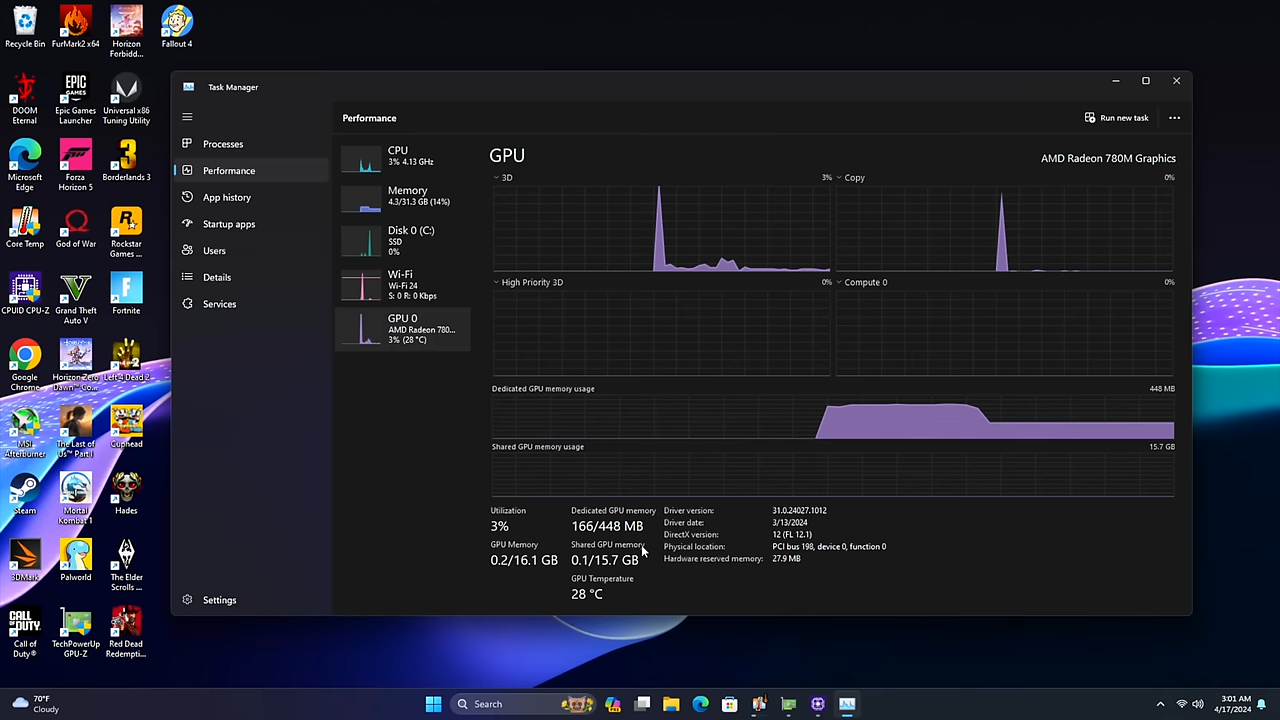 Recycle Bin
FurMark2 x64
Horizon
Forbidd...
Fallout 4
DOOM
Eternal
EPIC
GAMES
Epic Games
Launcher
Universal x86
Tuning Utility
Microsoft
Edge
Forza
Horizon 5
3
Borderlands 3
Core Temp
God of War
R
Rockstar
Games ...
CPUID CPU-Z
V
Grand Theft
Auto V
F
Fortnite
Google
Chrome
Horizon Zero
Dawn™ Co...
Left 4 Dead 2
MSI
Afterburner
The Last of
Us™ Part I
Cuphead
Steam
Mortal
Kombat 1
Hades
3DMark
Palworld
The Elder
Scrolls ...
CALL OF
DUTY
Call of
Duty®
TechPowerUp
GPU-Z
Red Dead
Redempti...
Task Manager
Processes
Performance
App history
Startup apps
Users
Details
Services
Settings
Performance
Run new task
CPU
3% 4.13 GHz
Memory
4.3/31.3 GB (14%)
Disk 0 (C:)
SSD
0%
Wi-Fi
Wi-Fi 24
S: 0 R: 0 Kbps
GPU 0
AMD Radeon 780...
3% (28 °C)
GPU
AMD Radeon 780M Graphics
3D 3%
Copy 0%
High Priority 3D 0%
Compute 0 0%
Dedicated GPU memory usage 448 MB
Shared GPU memory usage 15.7 GB
Utilization
3%
GPU Memory
0.2/16.1 GB
Dedicated GPU memory
166/448 MB
Shared GPU memory
0.1/15.7 GB
GPU Temperature
28 °C
Driver version: 31.0.24027.1012
Driver date: 3/13/2024
DirectX version: 12 (FL 12.1)
Physical location: PCI bus 198, device 0, function 0
Hardware reserved memory: 27.9 MB
70°F
Cloudy
Search
3:01 AM
4/17/2024